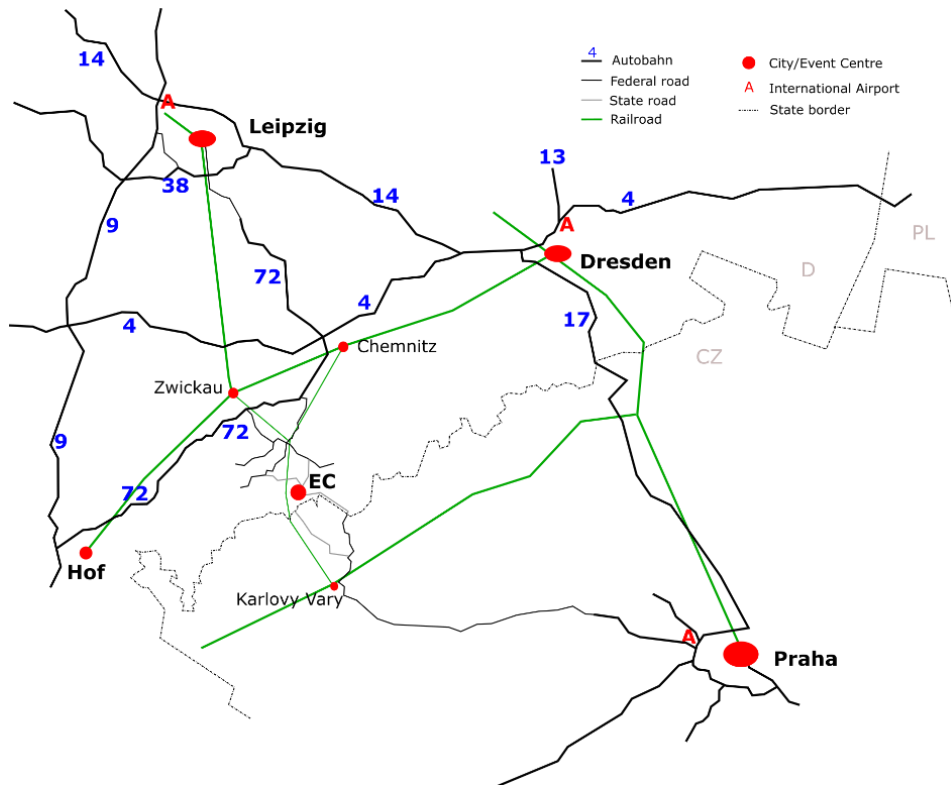 14
4 Autobahn
Federal road
State road
Railroad
City/Event Centre
A International Airport
State border
A
Leipzig
38
13
14
4
9
A
PL
72
Dresden
D
4
4
17
Chemnitz
CZ
Zwickau
72
9
EC
72
Hof
Karlovy Vary
A
Praha